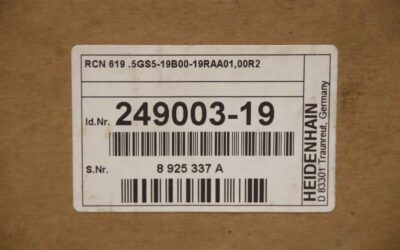 RCN 619 .5GS5-19B00-19RAA01,00R2
Id.Nr. 249003-19
S.Nr. 8 925 337 A
HEIDENHAIN
D 83301 Traunreut, Germany